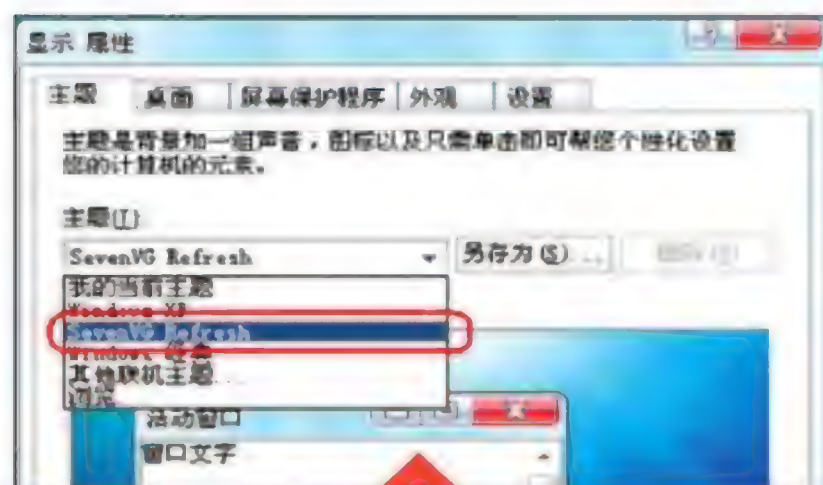 显示 属性
主题 桌面 屏幕保护程序 外观 设置
主题是背景加一组声音，图标以及只需单击即可帮您个性化设置
您的计算机的元素。
主题(T)
SevenVG Refresh 另存为(S)...
我的当前主题
Windows XP
SevenVG Refresh
Windows 经典
其他联机主题...
浏览...
活动窗口
窗口文字